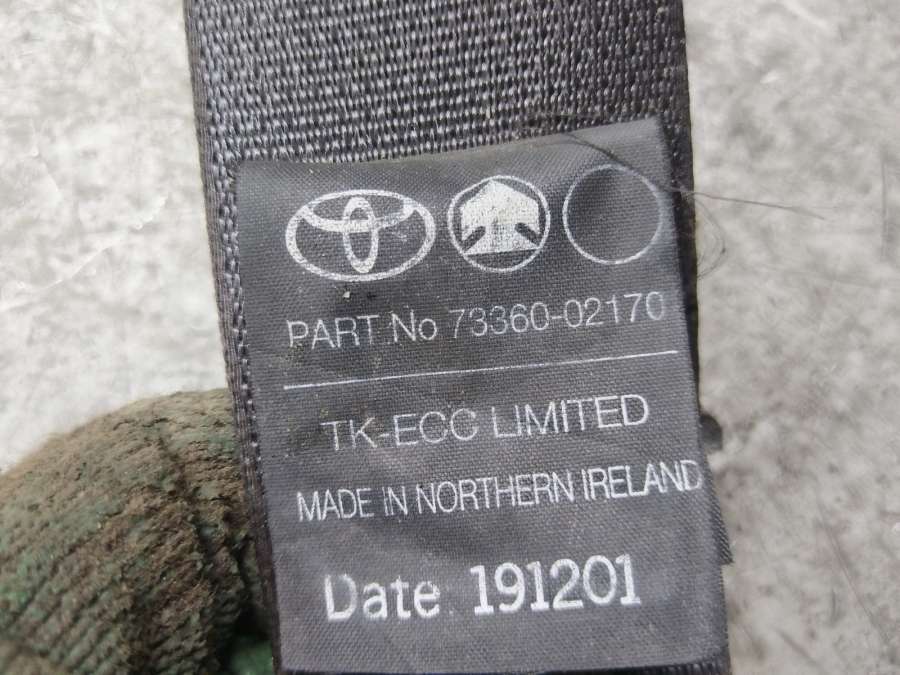 PART No 73360-02170
TK-ECC LIMITED
MADE IN NORTHERN IRELAND
Date 191201